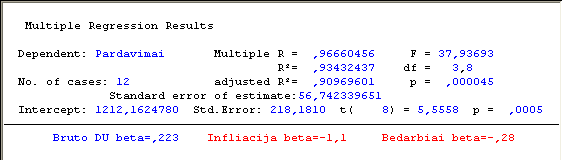 Multiple Regression Results
Dependent: Pardavimai Multiple R = ,96660456 F = 37,93693
R²= ,93432437 df = 3,8
No. of cases: 12 adjusted R²= ,90969601 p = ,000045
Standard error of estimate:56,742339651
Intercept: 1212,1624780 Std.Error: 218,1810 t( 8) = 5,5558 p = ,0005
Bruto DU beta=,223 Infliacija beta=-1,1 Bedarbiai beta=-,28